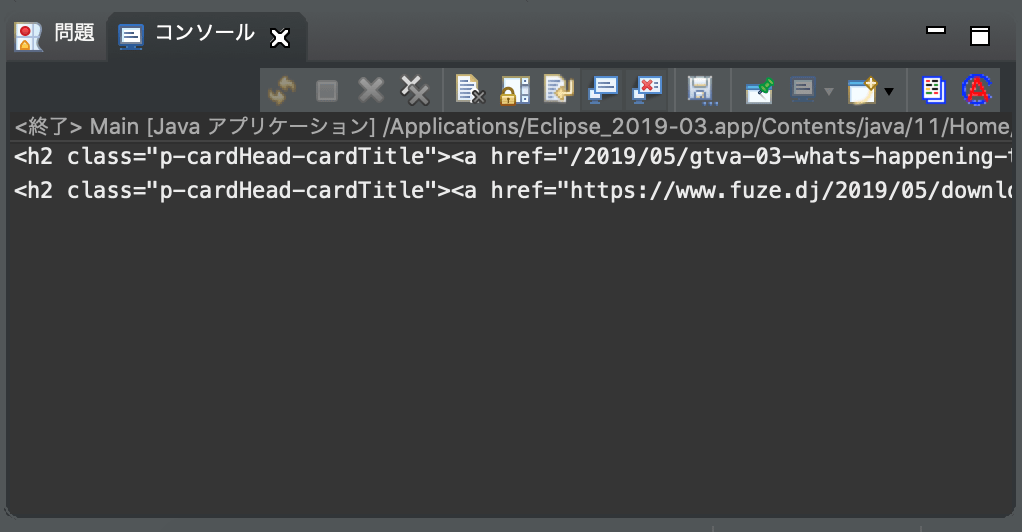 問題 コンソール
<終了> Main [Java アプリケーション] /Applications/Eclipse_2019-03.app/Contents/java/11/Home/
<h2 class="p-cardHead-cardTitle"><a href="/2019/05/gtva-03-whats-happening-
<h2 class="p-cardHead-cardTitle"><a href="https://www.fuze.dj/2019/05/downl